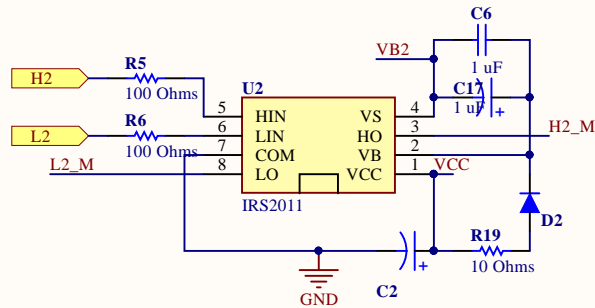 C6
VB2
1 uF
H2
R5
100 Ohms
U2
C17
1 uF
+
5
HIN
VS
4
L2
R6
100 Ohms
6
LIN
HO
3
H2_M
7
COM
VB
2
L2_M
8
LO
VCC
1
VCC
IRS2011
D2
R19
10 Ohms
+
C2
GND